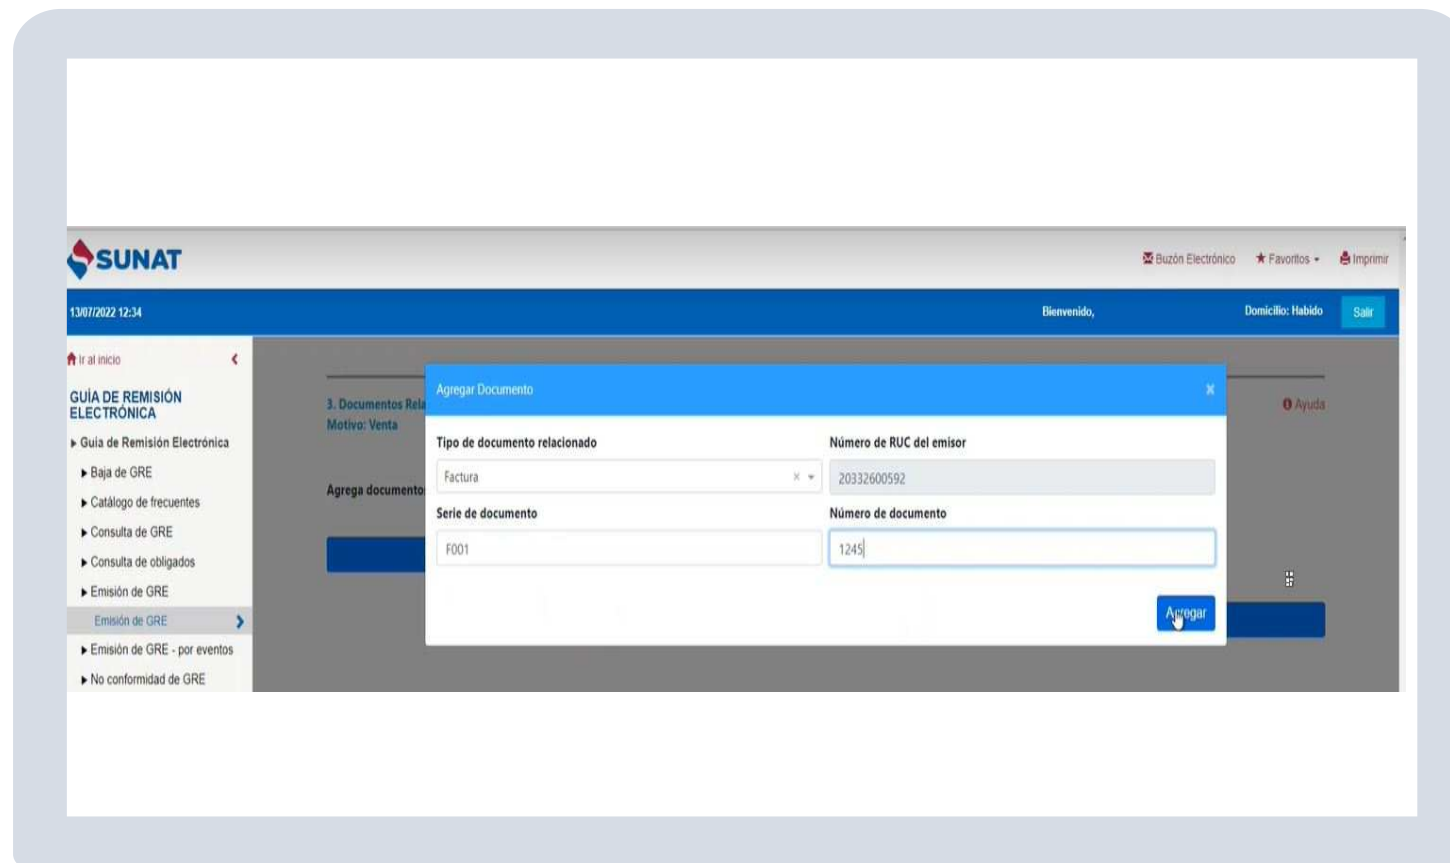 SUNAT
Buzón Electrónico Favoritos Imprimir
13/07/2022 12:34 Bienvenido, Domicilio: Habido Salir
Ir al inicio
GUÍA DE REMISIÓN
ELECTRÓNICA
Guía de Remisión Electrónica
Baja de GRE
Catálogo de frecuentes
Consulta de GRE
Consulta de obligados
Emisión de GRE
Emisión de GRE
Emisión de GRE - por eventos
No conformidad de GRE
3. Documentos Rela
Motivo: Venta
Ayuda
Agrega documento
Agregar Documento
Tipo de documento relacionado Número de RUC del emisor
Factura 20332600592
Serie de documento Número de documento
F001 1245
Agregar